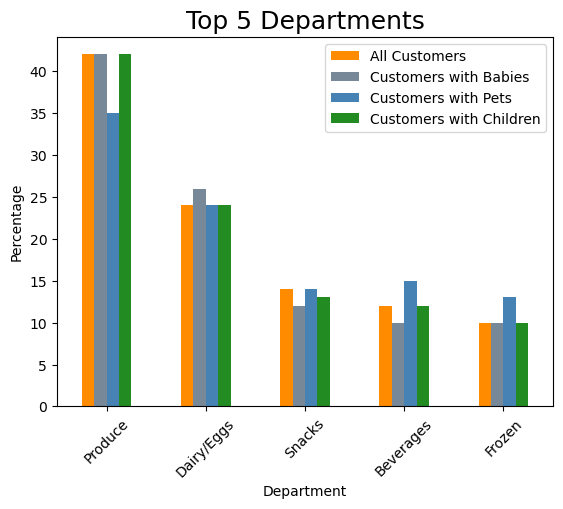 Top 5 Departments
All Customers
Customers with Babies
Customers with Pets
Customers with Children
Percentage
40
35
30
25
20
15
10
5
0
Produce
Dairy/Eggs
Snacks
Beverages
Frozen
Department